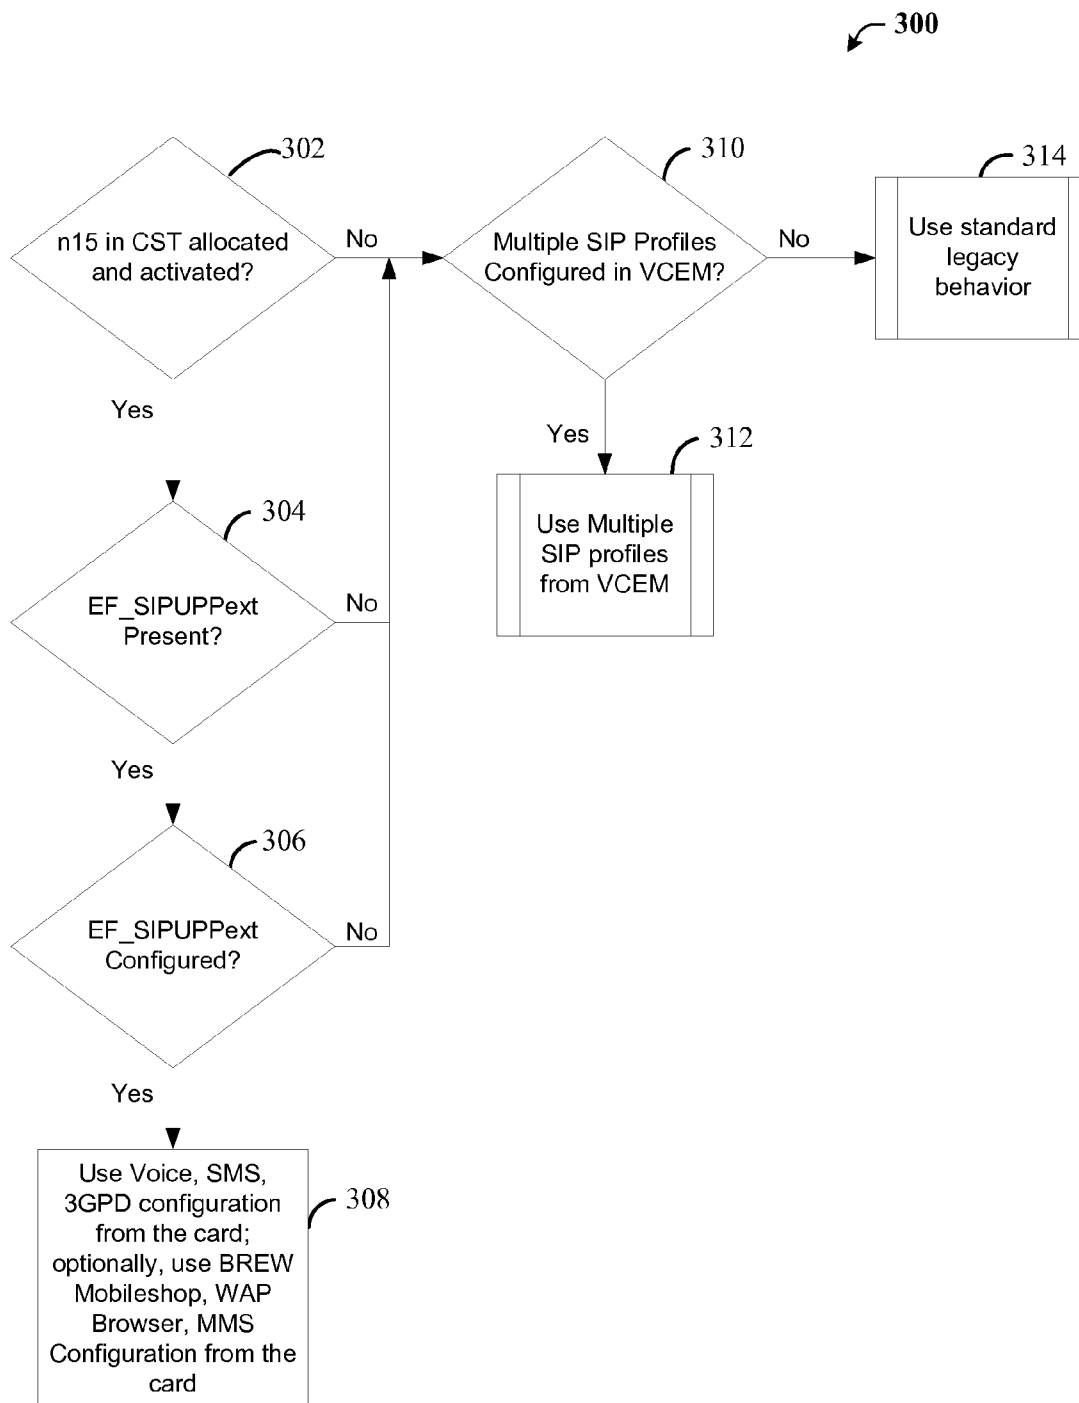 300
302
n15 in CST allocated
and activated?
No
310
Multiple SIP Profiles
Configured in VCEM?
No
314
Use standard
legacy
behavior
Yes
Yes
312
Use Multiple
SIP profiles
from VCEM
304
EF_SIPUPPext
Present?
No
Yes
306
EF_SIPUPPext
Configured?
No
Yes
308
Use Voice, SMS,
3GPD configuration
from the card;
optionally, use BREW
Mobileshop, WAP
Browser, MMS
Configuration from the
card